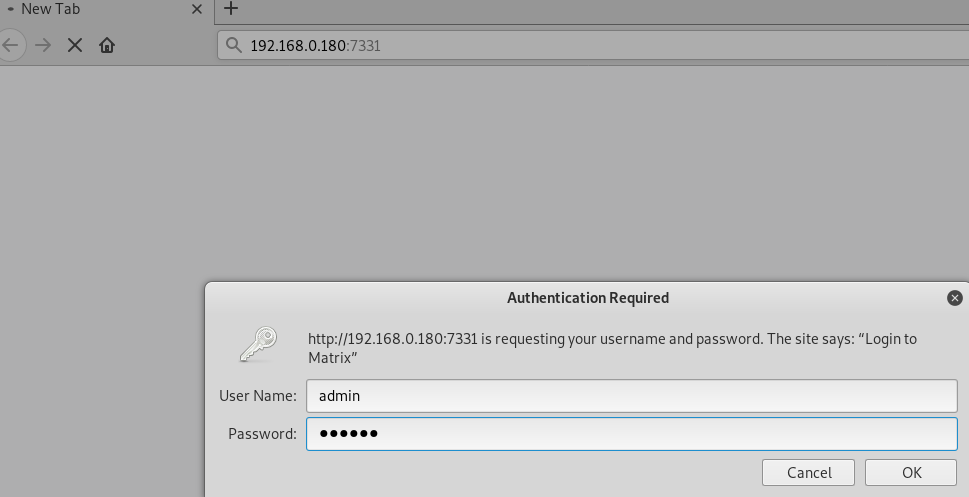 New Tab
192.168.0.180:7331
Authentication Required
http://192.168.0.180:7331 is requesting your username and password. The site says: “Login to
Matrix”
User Name: admin
Password: ●●●●●●
Cancel OK